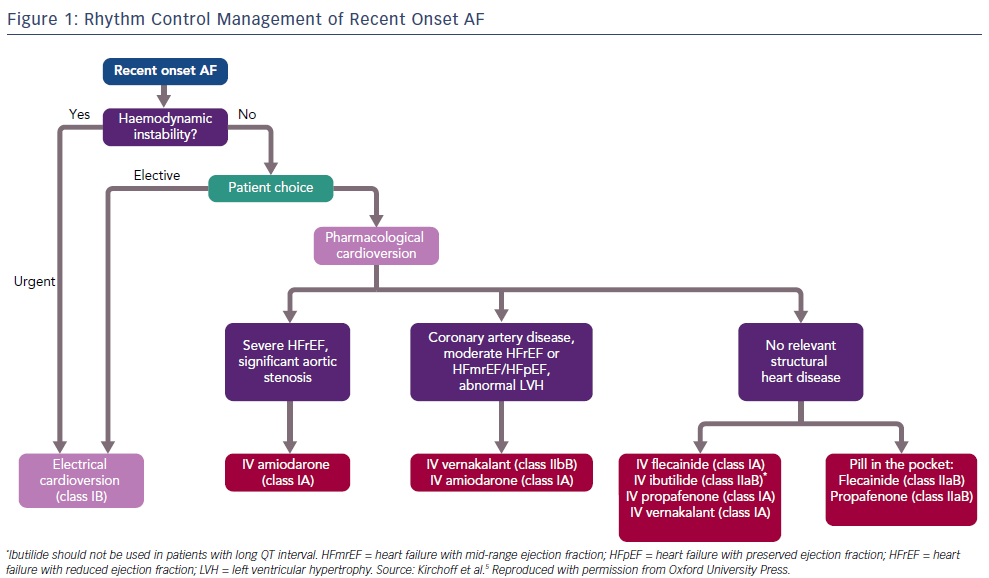 Figure 1: Rhythm Control Management of Recent Onset AF
Recent onset AF
Yes
Haemodynamic
instability?
No
Elective
Patient choice
Pharmacological
cardioversion
Urgent
Severe HFrEF,
significant aortic
stenosis
Coronary artery disease,
moderate HFrEF or
HFmrEF/HFpEF,
abnormal LVH
No relevant
structural
heart disease
Electrical
cardioversion
(class IB)
IV amiodarone
(class IA)
IV vernakalant (class IIbB)
IV amiodarone (class IA)
IV flecainide (class IA)
IV ibutilide (class IIaB)*
IV propafenone (class IA)
IV vernakalant (class IA)
Pill in the pocket:
Flecainide (class IIaB)
Propafenone (class IIaB)
*Ibutilide should not be used in patients with long QT interval. HFmrEF = heart failure with mid-range ejection fraction; HFpEF = heart failure with preserved ejection fraction; HFrEF = heart
failure with reduced ejection fraction; LVH = left ventricular hypertrophy. Source: Kirchoff et al.⁵ Reproduced with permission from Oxford University Press.